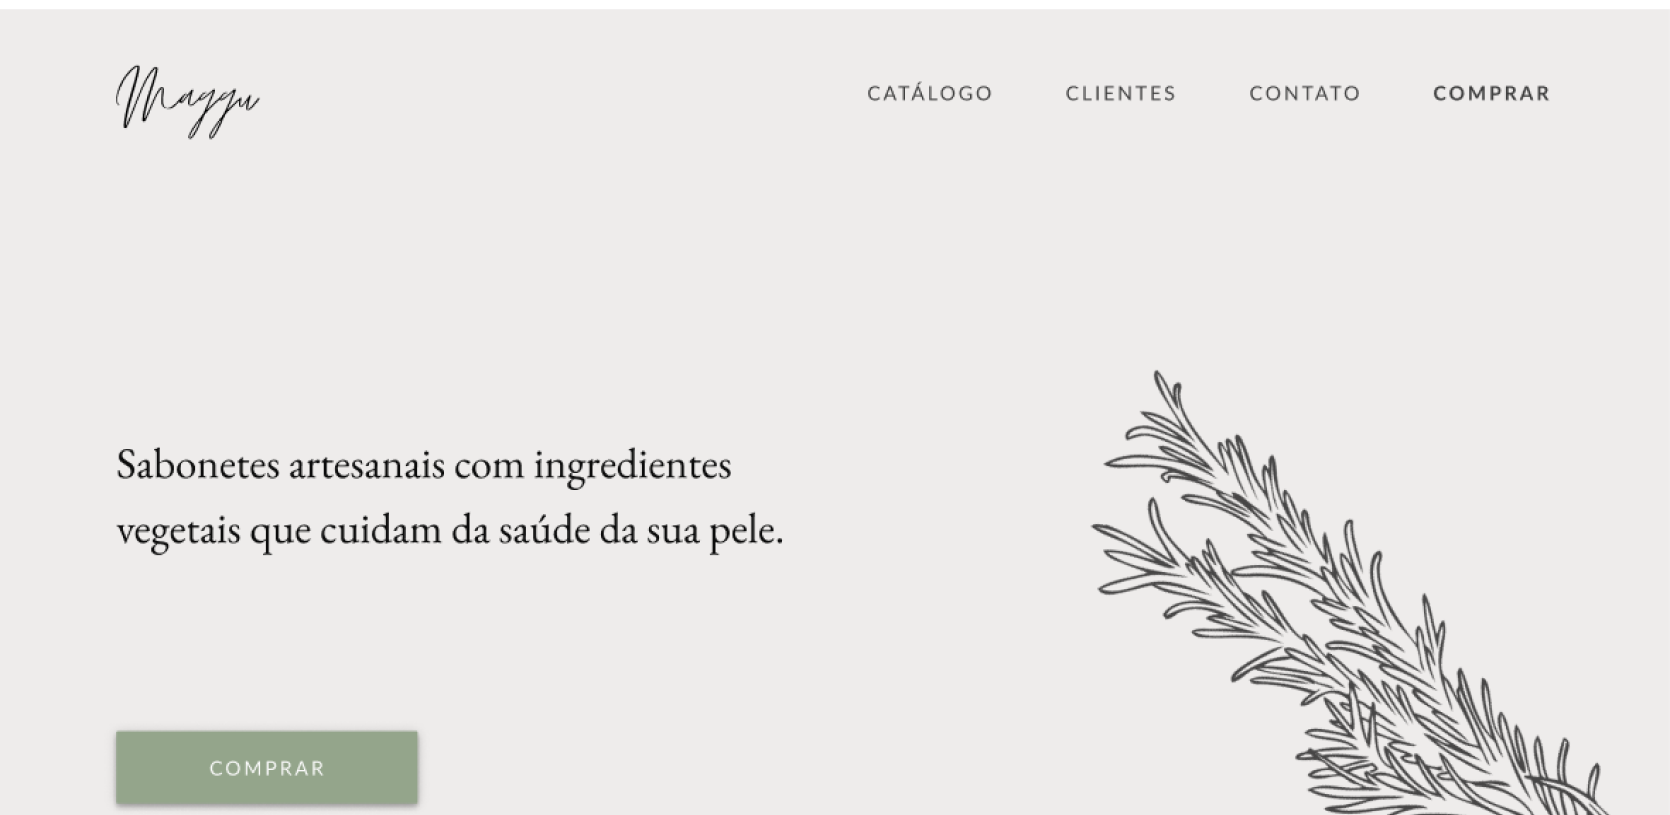 Maggu
CATÁLOGO CLIENTES CONTATO COMPRAR
Sabonetes artesanais com ingredientes
vegetais que cuidam da saúde da sua pele.
COMPRAR